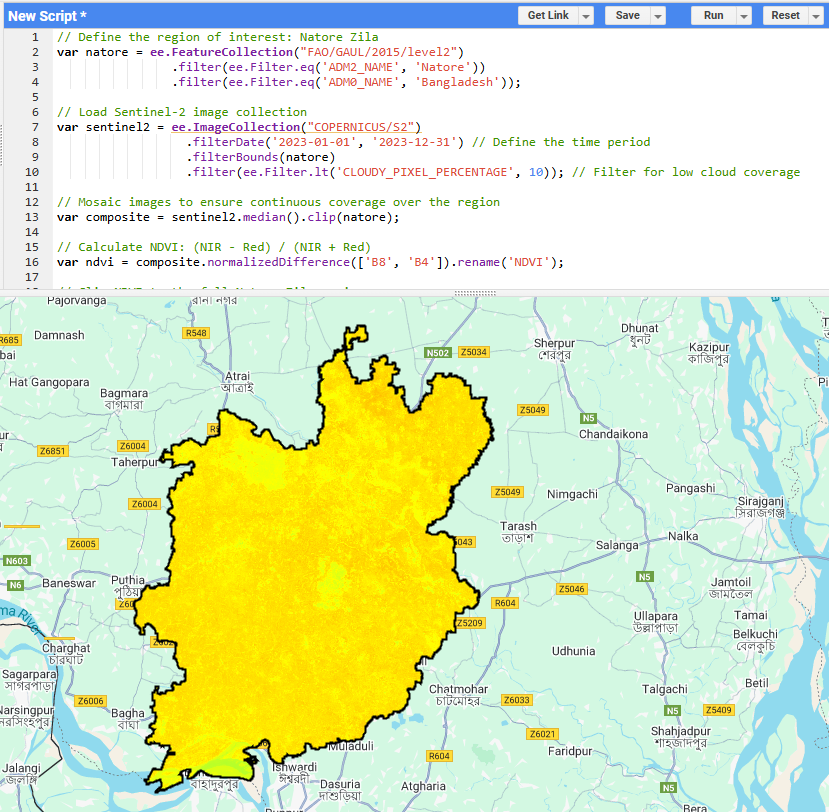 New Script *
Get Link
Save
Run
Reset
1 // Define the region of interest: Natore Zila
2 var natore = ee.FeatureCollection("FAO/GAUL/2015/level2")
3 .filter(ee.Filter.eq('ADM2_NAME', 'Natore'))
4 .filter(ee.Filter.eq('ADM0_NAME', 'Bangladesh'));
5
6 // Load Sentinel-2 image collection
7 var sentinel2 = ee.ImageCollection("COPERNICUS/S2")
8 .filterDate('2023-01-01', '2023-12-31') // Define the time period
9 .filterBounds(natore)
10 .filter(ee.Filter.lt('CLOUDY_PIXEL_PERCENTAGE', 10)); // Filter for low cloud coverage
11
12 // Mosaic images to ensure continuous coverage over the region
13 var composite = sentinel2.median().clip(natore);
14
15 // Calculate NDVI: (NIR - Red) / (NIR + Red)
16 var ndvi = composite.normalizedDifference(['B8', 'B4']).rename('NDVI');
17
Pajorvanga
রানী নগর
R685
Damnash
R548
Dhunat
ধুনট
Sherpur
শেরপুর
Kazipur
কাজিপুর
N502
Z5034
Hat Gangopara
Atrai
আত্রাই
Bagmara
বাগমারা
Z5049
N5
Chandaikona
Z6851
Z6004
Taherpur
Z6004
Z5049
Nimgachi
Pangashi
Sirajganj
সিরাজগঞ্জ
Tarash
তাড়াশ
Nalka
Salanga
Z6005
N603
N6
Baneswar
Puthia
পুঠিয়া
N5
Jamtoil
জামতৈল
Z5046
R604
Z5209
Ullapara
উল্লাপাড়া
Tamai
Belkuchi
বেলকুচি
Charghat
চারঘাট
Udhunia
Sagarpara
সাগরপাড়া
Betil
Talgachi
Chatmohar
চাটমোহর
Z6006
Z6033
N5
Z5409
Bagha
বাঘা
Z6021
Shahjadpur
শাহজাদপুর
Muladuli
R604
Faridpur
Jalangi
জলঙ্গি
Ishwardi
ঈশ্বরদী
Dasuria
দাশুড়িয়া
Atgharia
N5
Bera